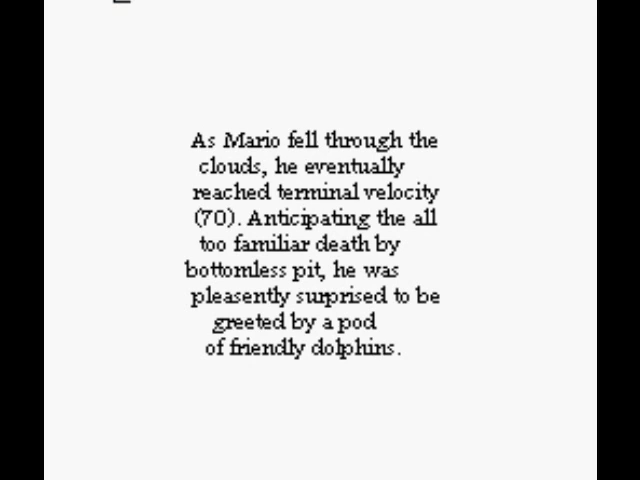 As Mario fell through the
clouds, he eventually
reached terminal velocity
(70). Anticipating the all
too familiar death by
bottomless pit, he was
pleasently surprised to be
greeted by a pod
of friendly dolphins.